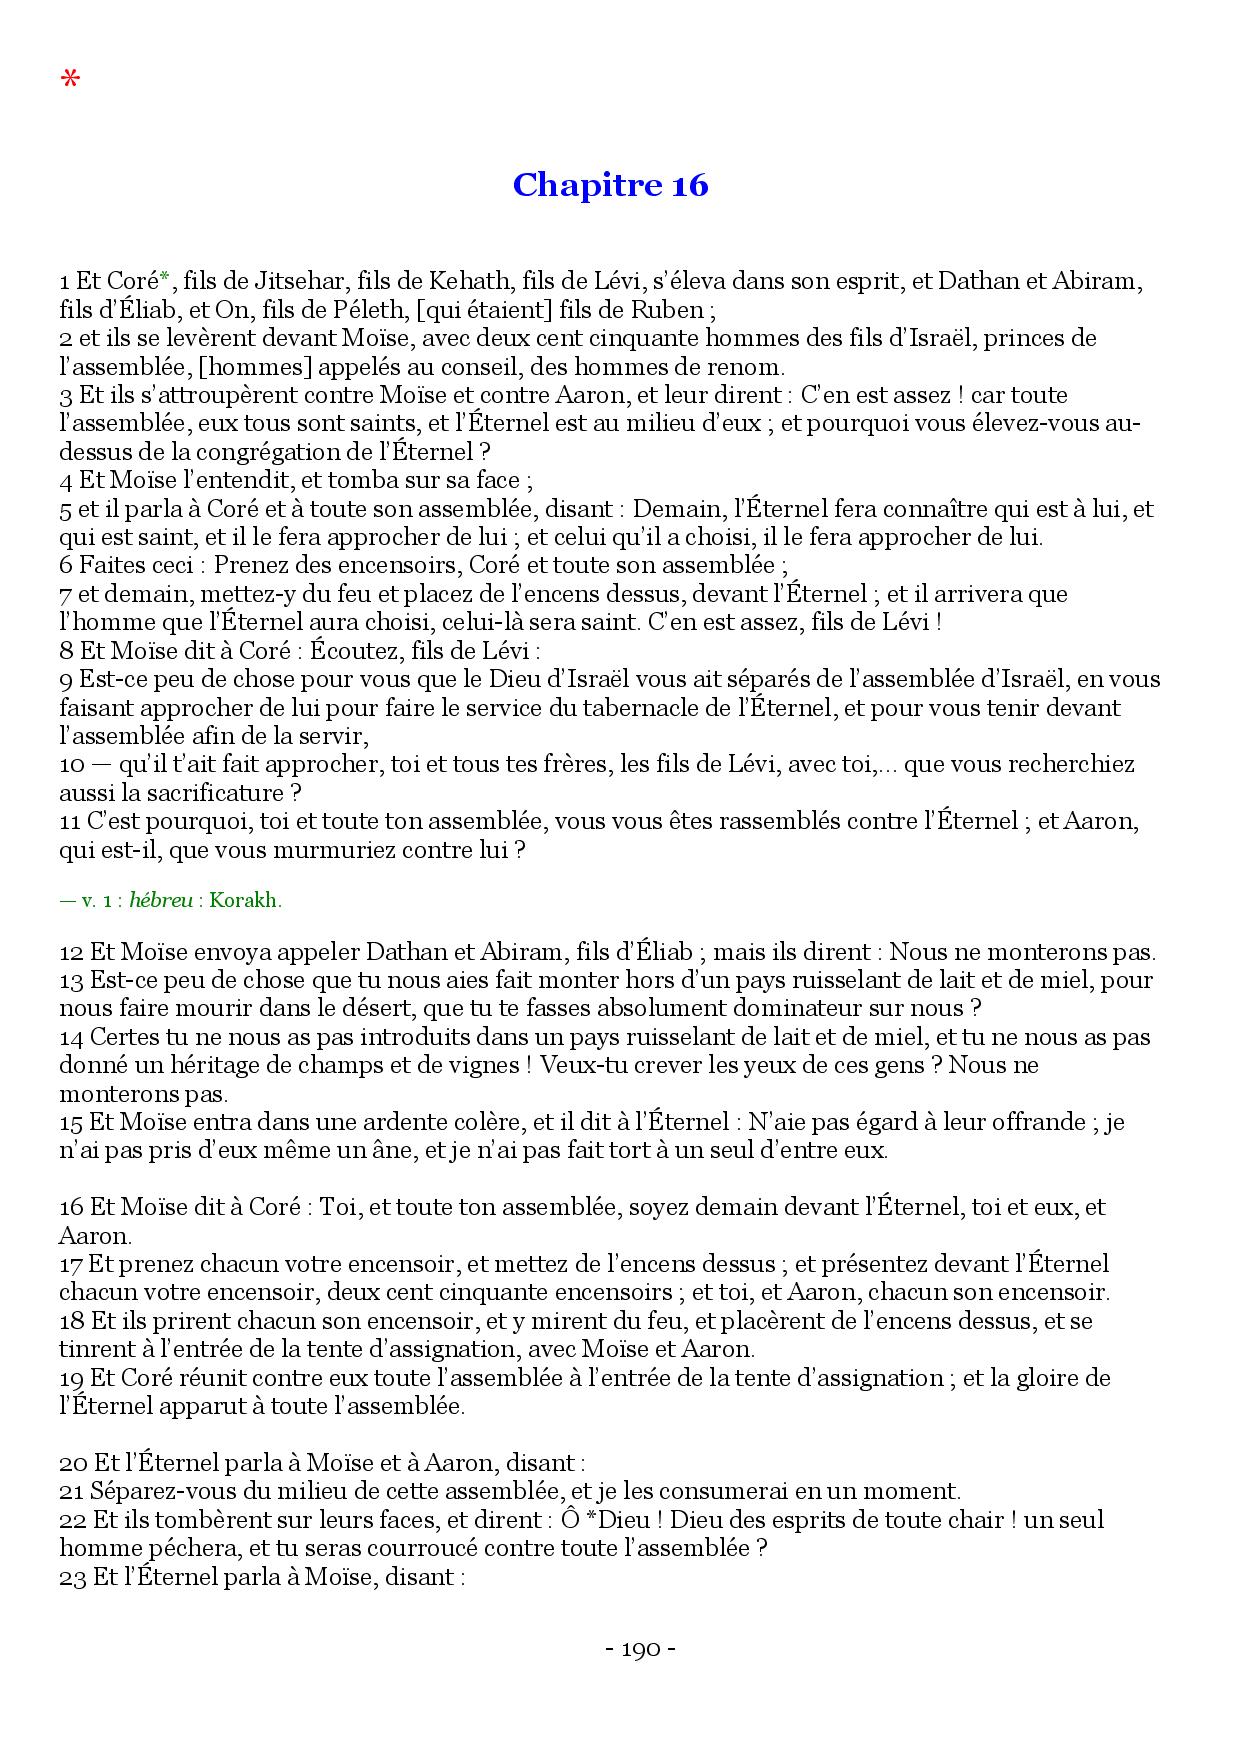 *
Chapitre 16
1 Et Coré*, fils de Jitsehar, fils de Kehath, fils de Lévi, s’éleva dans son esprit, et Dathan et Abiram,
fils d’Éliab, et On, fils de Péleth, [qui étaient] fils de Ruben ;
2 et ils se levèrent devant Moïse, avec deux cent cinquante hommes des fils d’Israël, princes de
l’assemblée, [hommes] appelés au conseil, des hommes de renom.
3 Et ils s’attroupèrent contre Moïse et contre Aaron, et leur dirent : C’en est assez ! car toute
l’assemblée, eux tous sont saints, et l’Éternel est au milieu d’eux ; et pourquoi vous élevez-vous au-
dessus de la congrégation de l’Éternel ?
4 Et Moïse l’entendit, et tomba sur sa face ;
5 et il parla à Coré et à toute son assemblée, disant : Demain, l’Éternel fera connaître qui est à lui, et
qui est saint, et il le fera approcher de lui ; et celui qu’il a choisi, il le fera approcher de lui.
6 Faites ceci : Prenez des encensoirs, Coré et toute son assemblée ;
7 et demain, mettez-y du feu et placez de l’encens dessus, devant l’Éternel ; et il arrivera que
l’homme que l’Éternel aura choisi, celui-là sera saint. C’en est assez, fils de Lévi !
8 Et Moïse dit à Coré : Écoutez, fils de Lévi :
9 Est-ce peu de chose pour vous que le Dieu d’Israël vous ait séparés de l’assemblée d’Israël, en vous
faisant approcher de lui pour faire le service du tabernacle de l’Éternel, et pour vous tenir devant
l’assemblée afin de la servir,
10 — qu’il t’ait fait approcher, toi et tous tes frères, les fils de Lévi, avec toi,… que vous recherchiez
aussi la sacrificature ?
11 C’est pourquoi, toi et toute ton assemblée, vous vous êtes rassemblés contre l’Éternel ; et Aaron,
qui est-il, que vous murmuriez contre lui ?
— v. 1 : hébreu : Korakh.
12 Et Moïse envoya appeler Dathan et Abiram, fils d’Éliab ; mais ils dirent : Nous ne monterons pas.
13 Est-ce peu de chose que tu nous aies fait monter hors d’un pays ruisselant de lait et de miel, pour
nous faire mourir dans le désert, que tu te fasses absolument dominateur sur nous ?
14 Certes tu ne nous as pas introduits dans un pays ruisselant de lait et de miel, et tu ne nous as pas
donné un héritage de champs et de vignes ! Veux-tu crever les yeux de ces gens ? Nous ne
monterons pas.
15 Et Moïse entra dans une ardente colère, et il dit à l’Éternel : N’aie pas égard à leur offrande ; je
n’ai pas pris d’eux même un âne, et je n’ai pas fait tort à un seul d’entre eux.
16 Et Moïse dit à Coré : Toi, et toute ton assemblée, soyez demain devant l’Éternel, toi et eux, et
Aaron.
17 Et prenez chacun votre encensoir, et mettez de l’encens dessus ; et présentez devant l’Éternel
chacun votre encensoir, deux cent cinquante encensoirs ; et toi, et Aaron, chacun son encensoir.
18 Et ils prirent chacun son encensoir, et y mirent du feu, et placèrent de l’encens dessus, et se
tinrent à l’entrée de la tente d’assignation, avec Moïse et Aaron.
19 Et Coré réunit contre eux toute l’assemblée à l’entrée de la tente d’assignation ; et la gloire de
l’Éternel apparut à toute l’assemblée.
20 Et l’Éternel parla à Moïse et à Aaron, disant :
21 Séparez-vous du milieu de cette assemblée, et je les consumerai en un moment.
22 Et ils tombèrent sur leurs faces, et dirent : Ô *Dieu ! Dieu des esprits de toute chair ! un seul
homme péchera, et tu seras courroucé contre toute l’assemblée ?
23 Et l’Éternel parla à Moïse, disant :
- 190 -